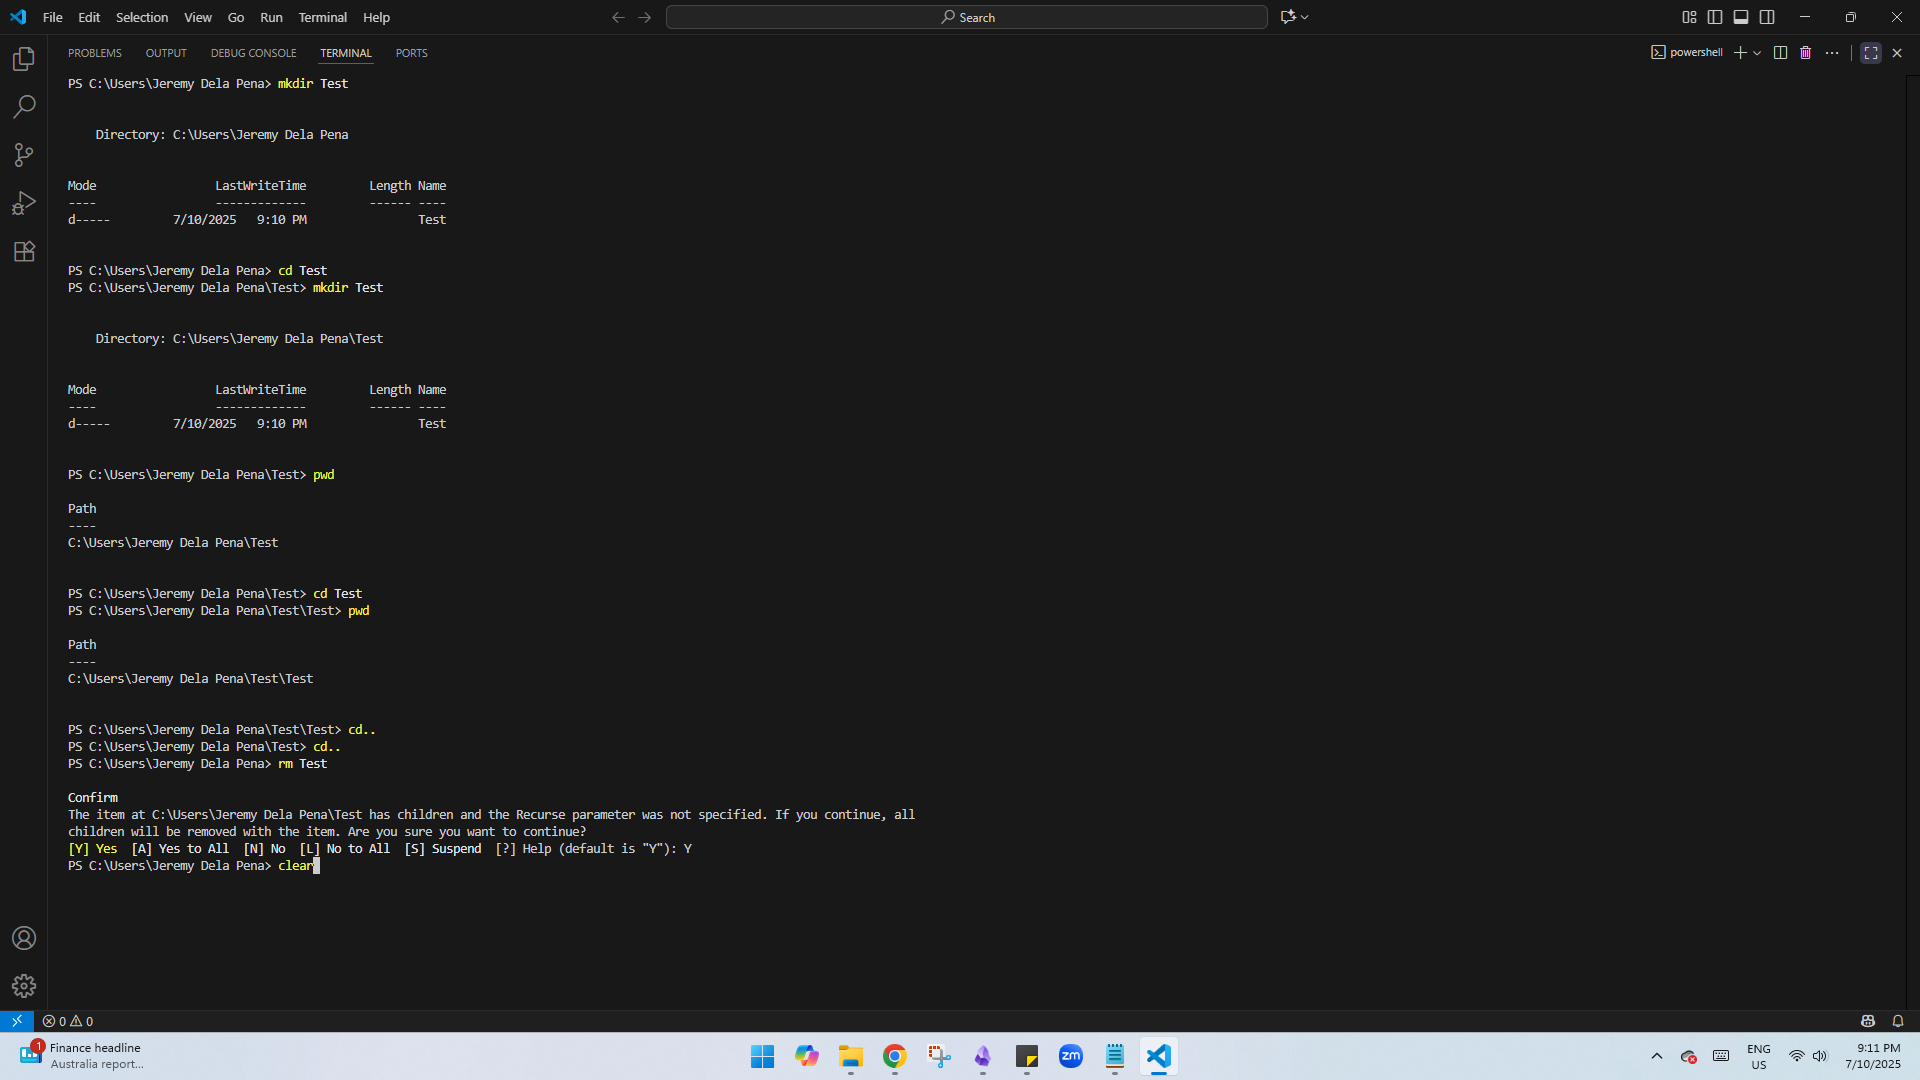 File Edit Selection View Go Run Terminal Help
Search
PROBLEMS OUTPUT DEBUG CONSOLE TERMINAL PORTS
powershell
PS C:\Users\Jeremy Dela Pena> mkdir Test
Directory: C:\Users\Jeremy Dela Pena
Mode LastWriteTime Length Name
---- ------------- ------ ----
d----- 7/10/2025 9:10 PM Test
PS C:\Users\Jeremy Dela Pena> cd Test
PS C:\Users\Jeremy Dela Pena\Test> mkdir Test
Directory: C:\Users\Jeremy Dela Pena\Test
Mode LastWriteTime Length Name
---- ------------- ------ ----
d----- 7/10/2025 9:10 PM Test
PS C:\Users\Jeremy Dela Pena\Test> pwd
Path
----
C:\Users\Jeremy Dela Pena\Test
PS C:\Users\Jeremy Dela Pena\Test> cd Test
PS C:\Users\Jeremy Dela Pena\Test\Test> pwd
Path
----
C:\Users\Jeremy Dela Pena\Test\Test
PS C:\Users\Jeremy Dela Pena\Test\Test> cd..
PS C:\Users\Jeremy Dela Pena\Test> cd..
PS C:\Users\Jeremy Dela Pena> rm Test
Confirm
The item at C:\Users\Jeremy Dela Pena\Test has children and the Recurse parameter was not specified. If you continue, all
children will be removed with the item. Are you sure you want to continue?
[Y] Yes [A] Yes to All [N] No [L] No to All [S] Suspend [?] Help (default is "Y"): Y
PS C:\Users\Jeremy Dela Pena> clear
0 0
1
Finance headline
Australia report...
zm
ENG
US
9:11 PM
7/10/2025